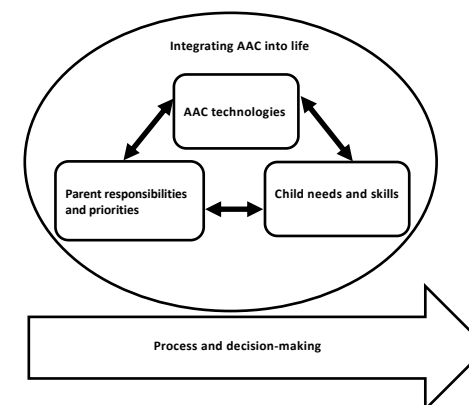 Integrating AAC into life
AAC technologies
Parent responsibilities
and priorities
Child needs and skills
Process and decision-making